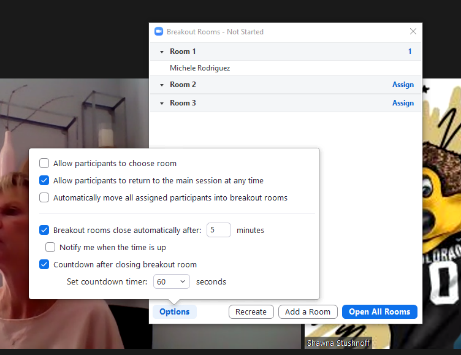 Breakout Rooms - Not Started
Room 1 1
Michele Rodriguez
Room 2 Assign
Room 3 Assign
Allow participants to choose room
Allow participants to return to the main session at any time
Automatically move all assigned participants into breakout rooms
Breakout rooms close automatically after: 5 minutes
Notify me when the time is up
Countdown after closing breakout room
Set countdown timer: 60 seconds
Options Recreate Add a Room Open All Rooms
Shawna Stushnoff